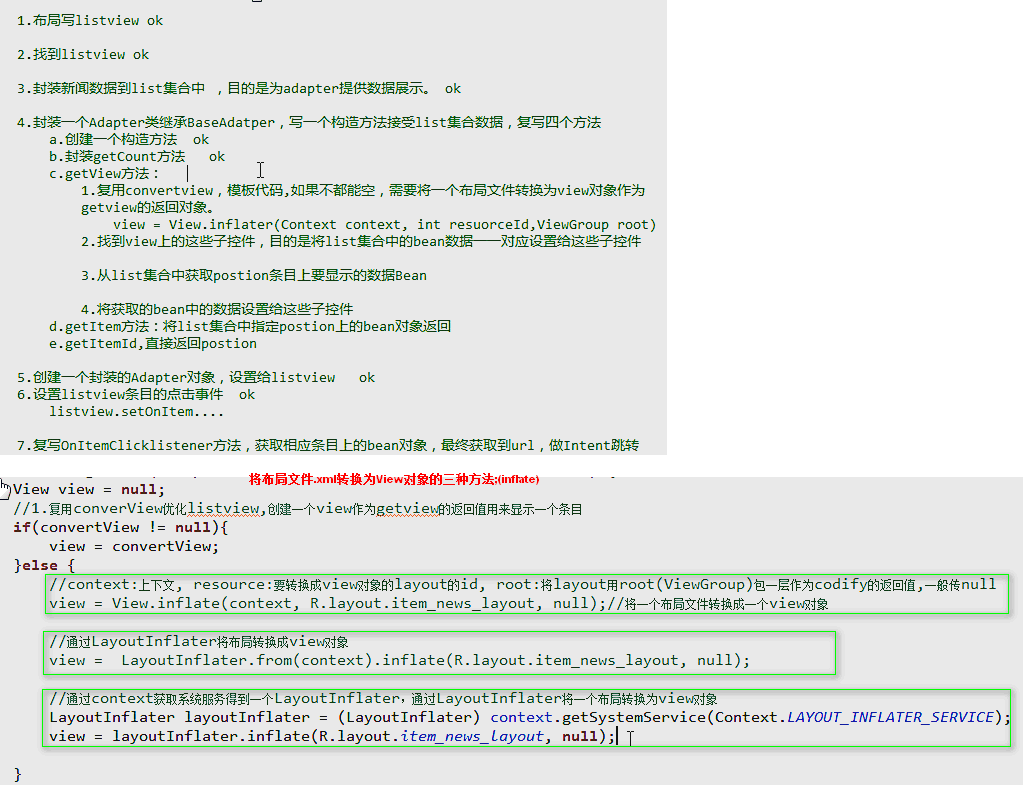 1.布局写listview ok
2.找到listview ok
3.封装新闻数据到list集合中 ，目的是为adapter提供数据展示。 ok
4.封装一个Adapter类继承BaseAdatper，写一个构造方法接受list集合数据，复写四个方法
a.创建一个构造方法 ok
b.封装getCount方法 ok
c.getView方法：
1.复用convertview，模板代码,如果不都能空，需要将一个布局文件转换为view对象作为
getview的返回对象。
view = View.inflater(Context context, int resuorceId,ViewGroup root)
2.找到view上的这些子控件，目的是将list集合中的bean数据一一对应设置给这些子控件
3.从list集合中获取postion条目上要显示的数据Bean
4.将获取的bean中的数据设置给这些子控件
d.getItem方法：将list集合中指定postion上的bean对象返回
e.getItemId,直接返回postion
5.创建一个封装的Adapter对象，设置给listview ok
6.设置listview条目的点击事件 ok
listview.setOnItem....
7.复写OnItemClicklistener方法，获取相应条目上的bean对象，最终获取到url，做Intent跳转
将布局文件.xml转换为View对象的三种方法;(inflate)
View view = null;
//1.复用converView优化listview,创建一个view作为getview的返回值用来显示一个条目
if(convertView != null){
view = convertView;
}else {
//context:上下文, resource:要转换成view对象的layout的id, root:将layout用root(ViewGroup)包一层作为codify的返回值,一般传null
view = View.inflate(context, R.layout.item_news_layout, null);//将一个布局文件转换成一个view对象
//通过LayoutInflater将布局转换成view对象
view = LayoutInflater.from(context).inflate(R.layout.item_news_layout, null);
//通过context获取系统服务得到一个LayoutInflater，通过LayoutInflater将一个布局转换为view对象
LayoutInflater layoutInflater = (LayoutInflater) context.getSystemService(Context.LAYOUT_INFLATER_SERVICE);
view = layoutInflater.inflate(R.layout.item_news_layout, null);
}